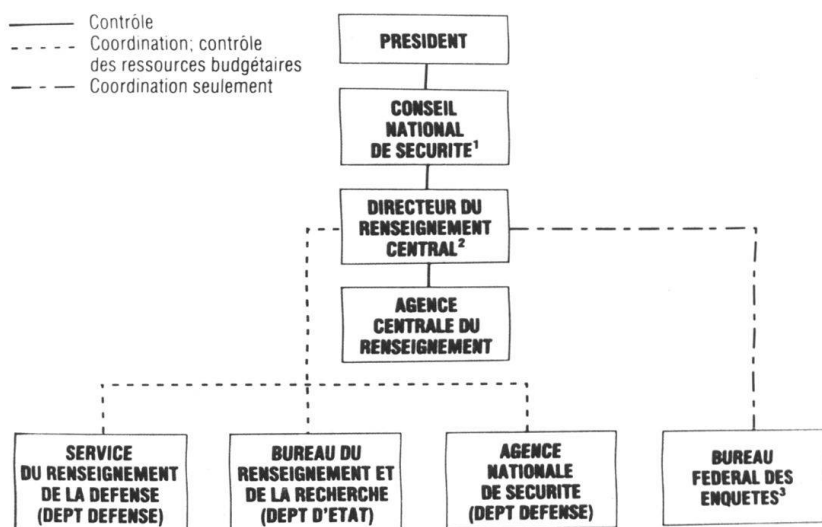 Contrôle
Coordination; contrôle
des ressources budgétaires
Coordination seulement
PRESIDENT
CONSEIL
NATIONAL
DE SECURITE¹
DIRECTEUR DU
RENSEIGNEMENT
CENTRAL²
AGENCE
CENTRALE DU
RENSEIGNEMENT
SERVICE
DU RENSEIGNEMENT
DE LA DEFENSE
(DEPT DEFENSE)
BUREAU DU
RENSEIGNEMENT ET
DE LA RECHERCHE
(DEPT D'ETAT)
AGENCE
NATIONALE
DE SECURITE
(DEPT DEFENSE)
BUREAU
FEDERAL DES
ENQUETES³